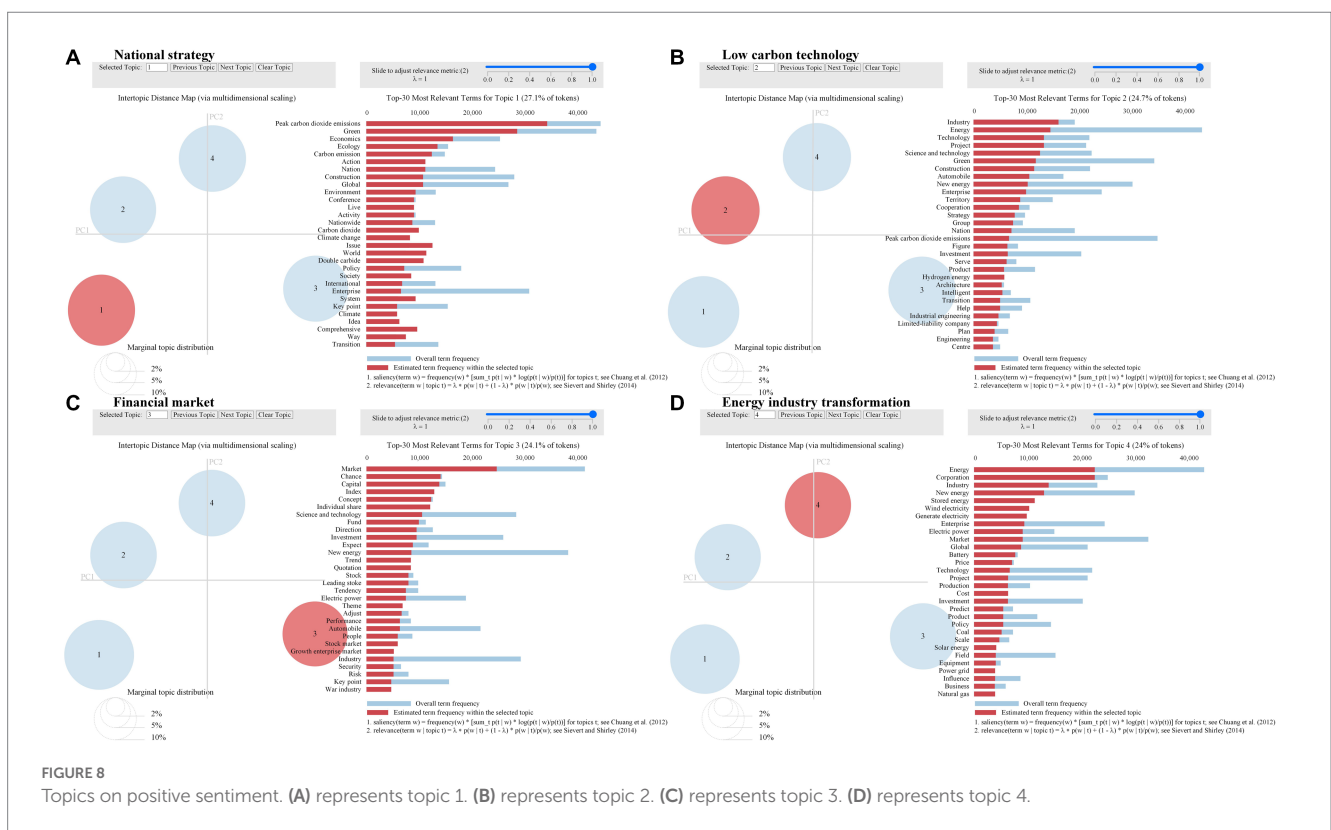 A National strategy
Selected Topic: 1 Previous Topic Next Topic Clear Topic
Slide to adjust relevance metric:(2)
λ = 1
0.0 0.2 0.4 0.6 0.8 1.0
Intertopic Distance Map (via multidimensional scaling)
PC2
PC1
4
2
1
3
Marginal topic distribution
2%
5%
10%
Top-30 Most Relevant Terms for Topic 1 (27.1% of tokens)
10,000 20,000 30,000 40,000
Peak carbon dioxide emissions
Green
Economics
Ecology
Carbon emission
Action
Nation
Construction
Global
Environment
Conference
Live
Activity
Nationwide
Carbon dioxide
Climate change
Issue
World
Double carbide
Policy
Society
International
Enterprise
System
Key point
Climate
Idea
Comprehensive
Way
Transition
Overall term frequency
Estimated term frequency within the selected topic
1. saliency(term w) = frequency(w) * [sum_t p(t | w) * log(p(t | w)/p(t))] for topics t; see Chuang et al. (2012)
2. relevance(term w | topic t) = λ * p(w | t) + (1 - λ) * p(w | t)/p(w); see Sievert and Shirley (2014)
B Low carbon technology
Selected Topic: 2 Previous Topic Next Topic Clear Topic
Slide to adjust relevance metric:(2)
λ = 1
0.0 0.2 0.4 0.6 0.8 1.0
Intertopic Distance Map (via multidimensional scaling)
PC2
PC1
4
2
1
3
Marginal topic distribution
2%
5%
10%
Top-30 Most Relevant Terms for Topic 2 (24.7% of tokens)
10,000 20,000 30,000 40,000
Industry
Energy
Technology
Project
Science and technology
Green
Construction
Automobile
New energy
Enterprise
Territory
Cooperation
Strategy
Group
Nation
Peak carbon dioxide emissions
Figure
Investment
Serve
Product
Hydrogen energy
Architecture
Intelligent
Transition
Help
Industrial engineering
Limited-liability company
Plan
Engineering
Centre
Overall term frequency
Estimated term frequency within the selected topic
1. saliency(term w) = frequency(w) * [sum_t p(t | w) * log(p(t | w)/p(t))] for topics t; see Chuang et al. (2012)
2. relevance(term w | topic t) = λ * p(w | t) + (1 - λ) * p(w | t)/p(w); see Sievert and Shirley (2014)
C Financial market
Selected Topic: 3 Previous Topic Next Topic Clear Topic
Slide to adjust relevance metric:(2)
λ = 1
0.0 0.2 0.4 0.6 0.8 1.0
Intertopic Distance Map (via multidimensional scaling)
PC2
PC1
4
2
1
3
Marginal topic distribution
2%
5%
10%
Top-30 Most Relevant Terms for Topic 3 (24.1% of tokens)
10,000 20,000 30,000 40,000
Market
Chance
Capital
Index
Concept
Individual share
Science and technology
Fund
Direction
Investment
Expect
New energy
Trend
Quotation
Stock
Leading stoke
Tendency
Electric power
Theme
Adjust
Performance
Automobile
People
Stock market
Growth enterprise market
Industry
Security
Risk
Key point
War industry
Overall term frequency
Estimated term frequency within the selected topic
1. saliency(term w) = frequency(w) * [sum_t p(t | w) * log(p(t | w)/p(t))] for topics t; see Chuang et al. (2012)
2. relevance(term w | topic t) = λ * p(w | t) + (1 - λ) * p(w | t)/p(w); see Sievert and Shirley (2014)
D Energy industry transformation
Selected Topic: 4 Previous Topic Next Topic Clear Topic
Slide to adjust relevance metric:(2)
λ = 1
0.0 0.2 0.4 0.6 0.8 1.0
Intertopic Distance Map (via multidimensional scaling)
PC2
PC1
4
2
1
3
Marginal topic distribution
2%
5%
10%
Top-30 Most Relevant Terms for Topic 4 (24% of tokens)
10,000 20,000 30,000 40,000
Energy
Corporation
Industry
New energy
Stored energy
Wind electricity
Generate electricity
Enterprise
Electric power
Market
Global
Battery
Price
Technology
Project
Production
Cost
Investment
Predict
Product
Policy
Coal
Scale
Solar energy
Field
Equipment
Power grid
Influence
Business
Natural gas
Overall term frequency
Estimated term frequency within the selected topic
1. saliency(term w) = frequency(w) * [sum_t p(t | w) * log(p(t | w)/p(t))] for topics t; see Chuang et al. (2012)
2. relevance(term w | topic t) = λ * p(w | t) + (1 - λ) * p(w | t)/p(w); see Sievert and Shirley (2014)
FIGURE 8
Topics on positive sentiment. (A) represents topic 1. (B) represents topic 2. (C) represents topic 3. (D) represents topic 4.